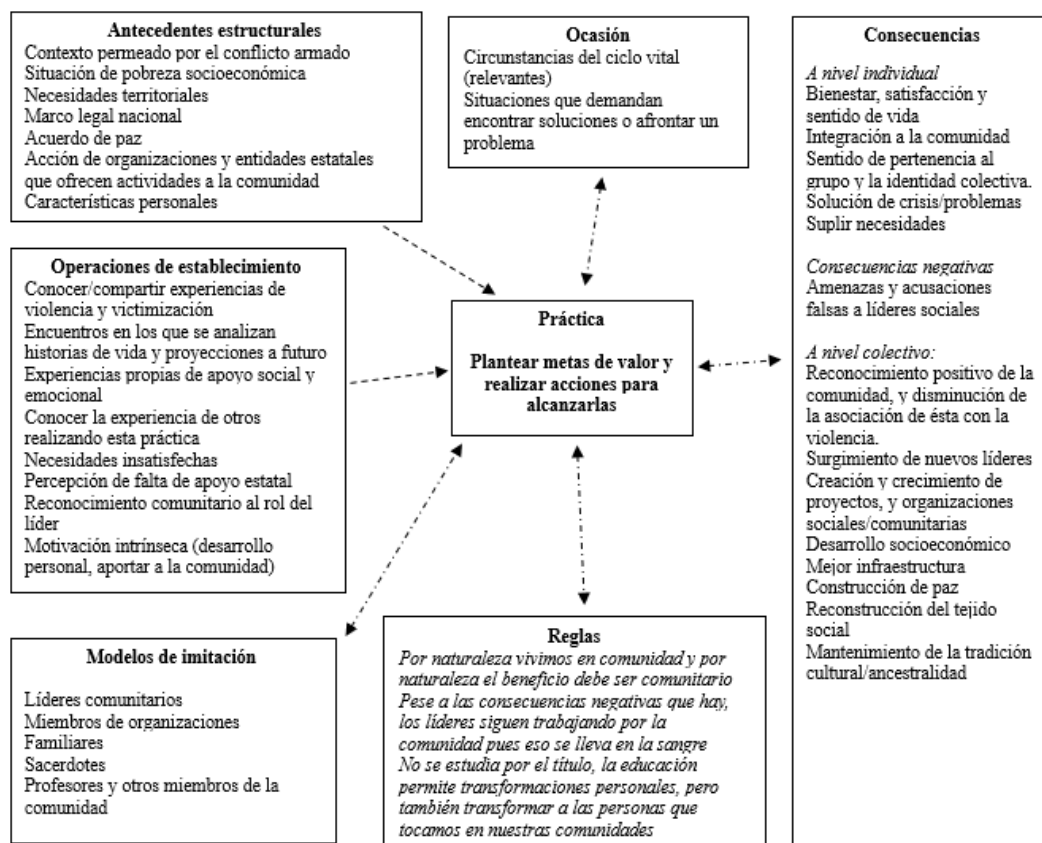 Antecedentes estructurales
Contexto permeado por el conflicto armado
Situación de pobreza socioeconómica
Necesidades territoriales
Marco legal nacional
Acuerdo de paz
Acción de organizaciones y entidades estatales
que ofrecen actividades a la comunidad
Características personales
Ocasión
Circunstancias del ciclo vital
(relevantes)
Situaciones que demandan
encontrar soluciones o afrontar un
problema
Operaciones de establecimiento
Conocer/compartir experiencias de
violencia y victimización
Encuentros en los que se analizan
historias de vida y proyecciones a futuro
Experiencias propias de apoyo social y
emocional
Conocer la experiencia de otros
realizando esta práctica
Necesidades insatisfechas
Percepción de falta de apoyo estatal
Reconocimiento comunitario al rol del
líder
Motivación intrínseca (desarrollo
personal, aportar a la comunidad)
Práctica
Plantear metas de valor y
realizar acciones para
alcanzarlas
Consecuencias
A nivel individual
Bienestar, satisfacción y
sentido de vida
Integración a la comunidad
Sentido de pertenencia al
grupo y la identidad colectiva.
Solución de crisis/problemas
Suplir necesidades
Consecuencias negativas
Amenazas y acusaciones
falsas a líderes sociales
A nivel colectivo:
Reconocimiento positivo de la
comunidad, y disminución de
la asociación de ésta con la
violencia.
Surgimiento de nuevos líderes
Creación y crecimiento de
proyectos, y organizaciones
sociales/comunitarias
Desarrollo socioeconómico
Mejor infraestructura
Construcción de paz
Reconstrucción del tejido
social
Mantenimiento de la tradición
cultural/ancestralidad
Modelos de imitación
Líderes comunitarios
Miembros de organizaciones
Familiares
Sacerdotes
Profesores y otros miembros de la
comunidad
Reglas
Por naturaleza vivimos en comunidad y por
naturaleza el beneficio debe ser comunitario
Pese a las consecuencias negativas que hay,
los líderes siguen trabajando por la
comunidad pues eso se lleva en la sangre
No se estudia por el título, la educación
permite transformaciones personales, pero
también transformar a las personas que
tocamos en nuestras comunidades